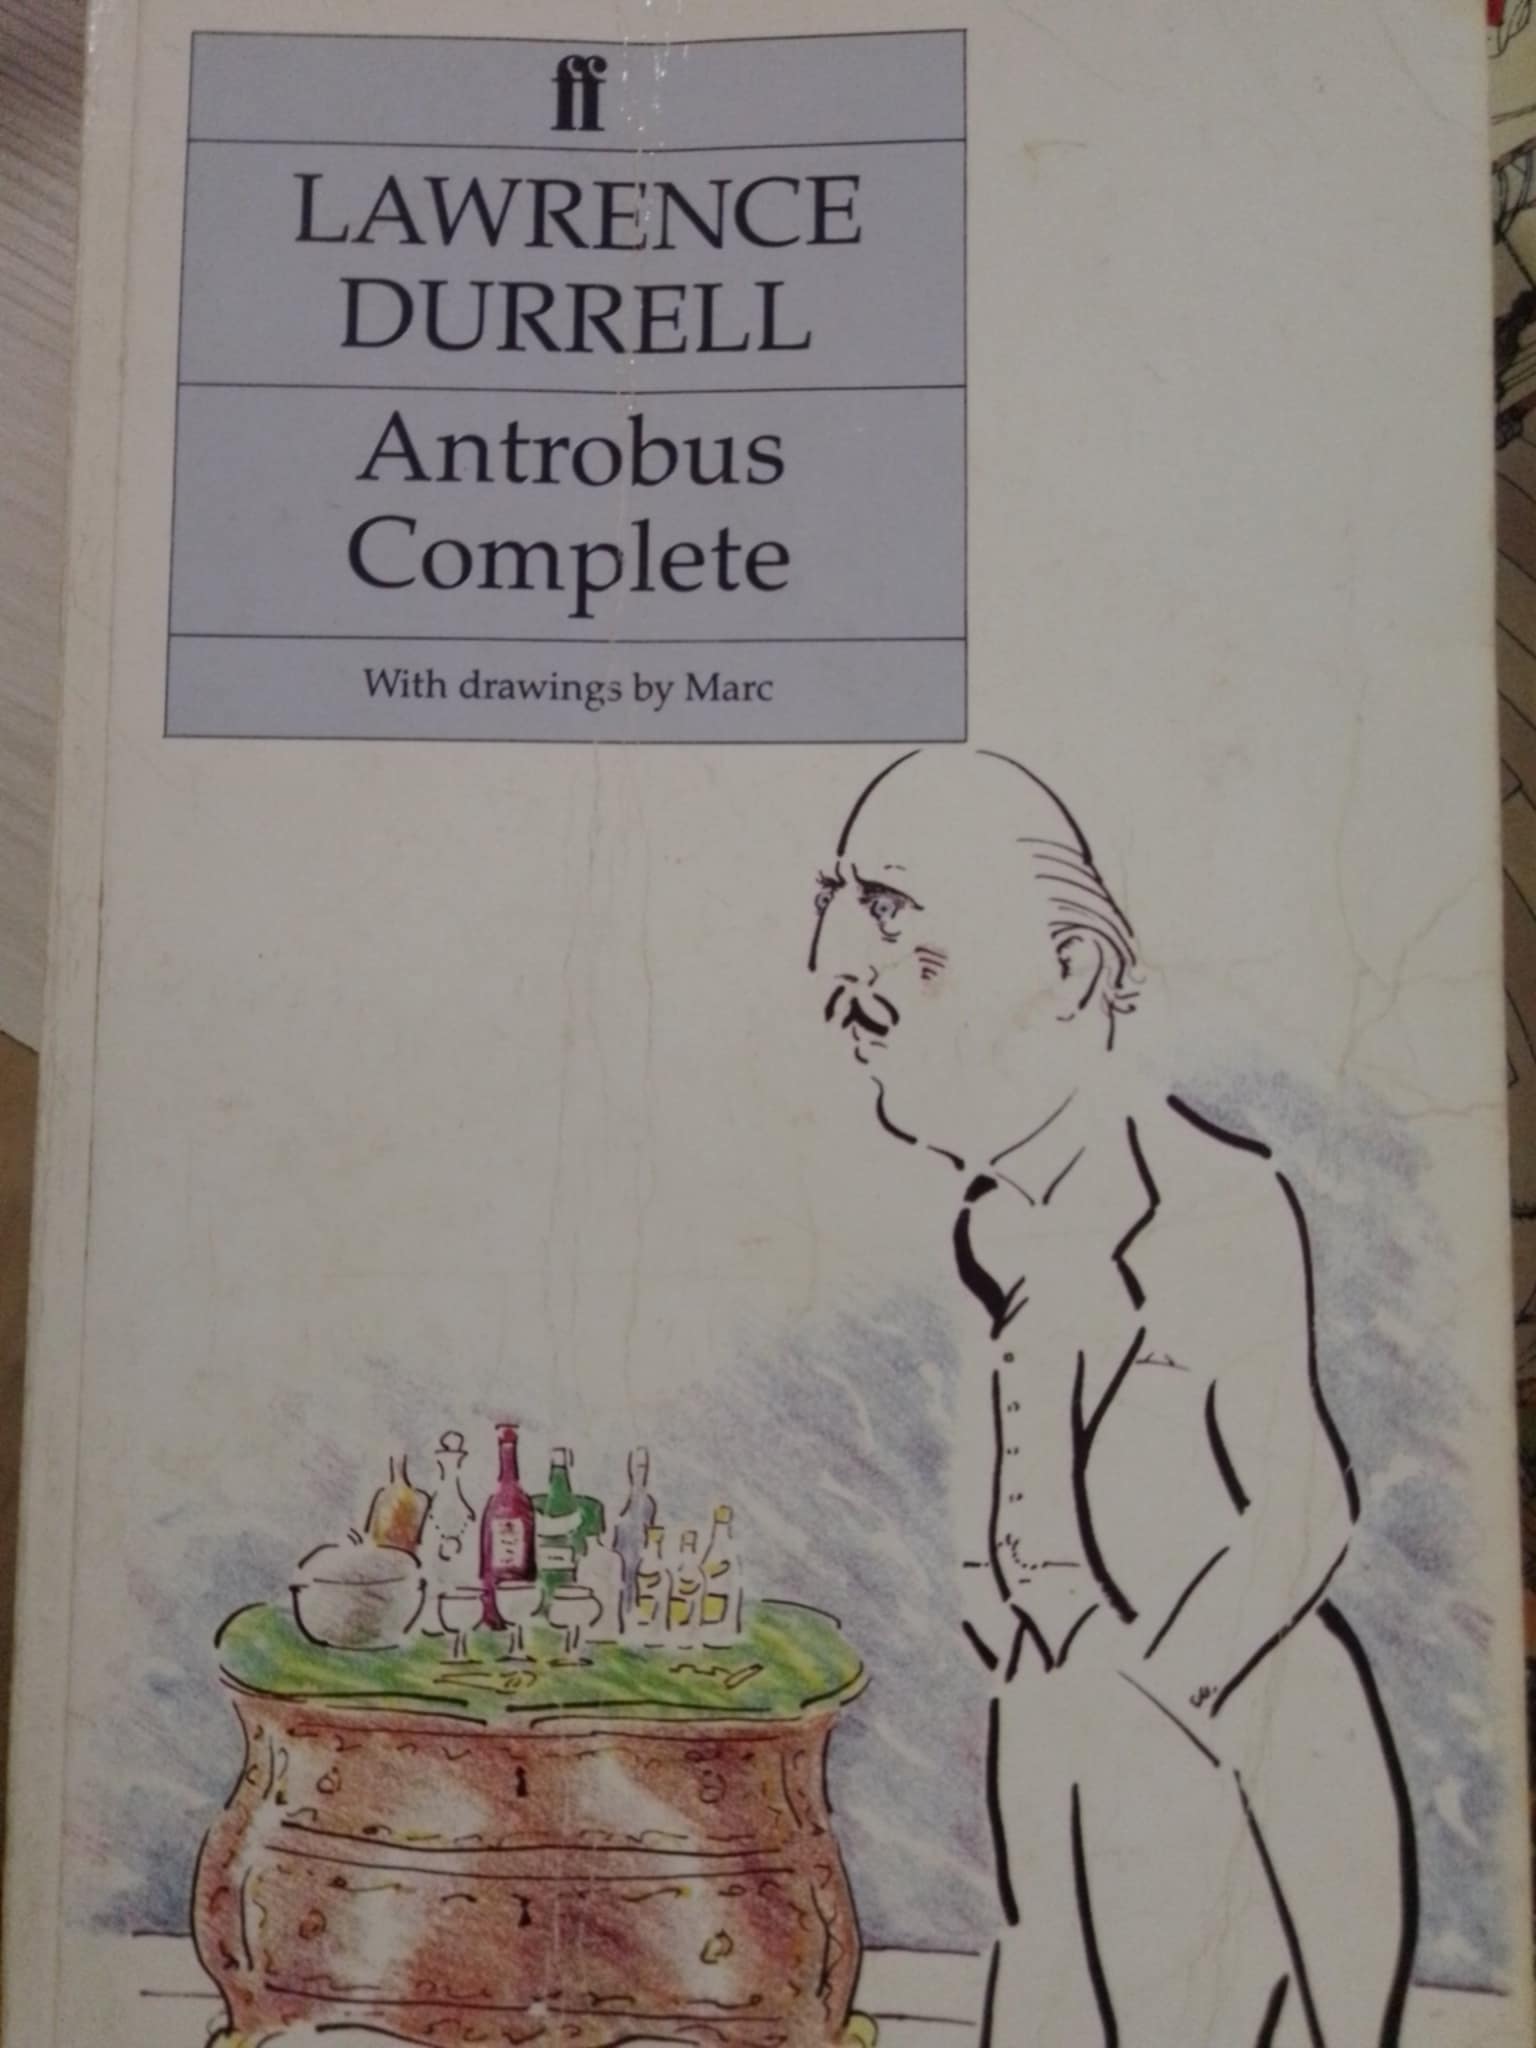 ff
LAWRENCE
DURRELL
Antrobus
Complete
With drawings by Marc